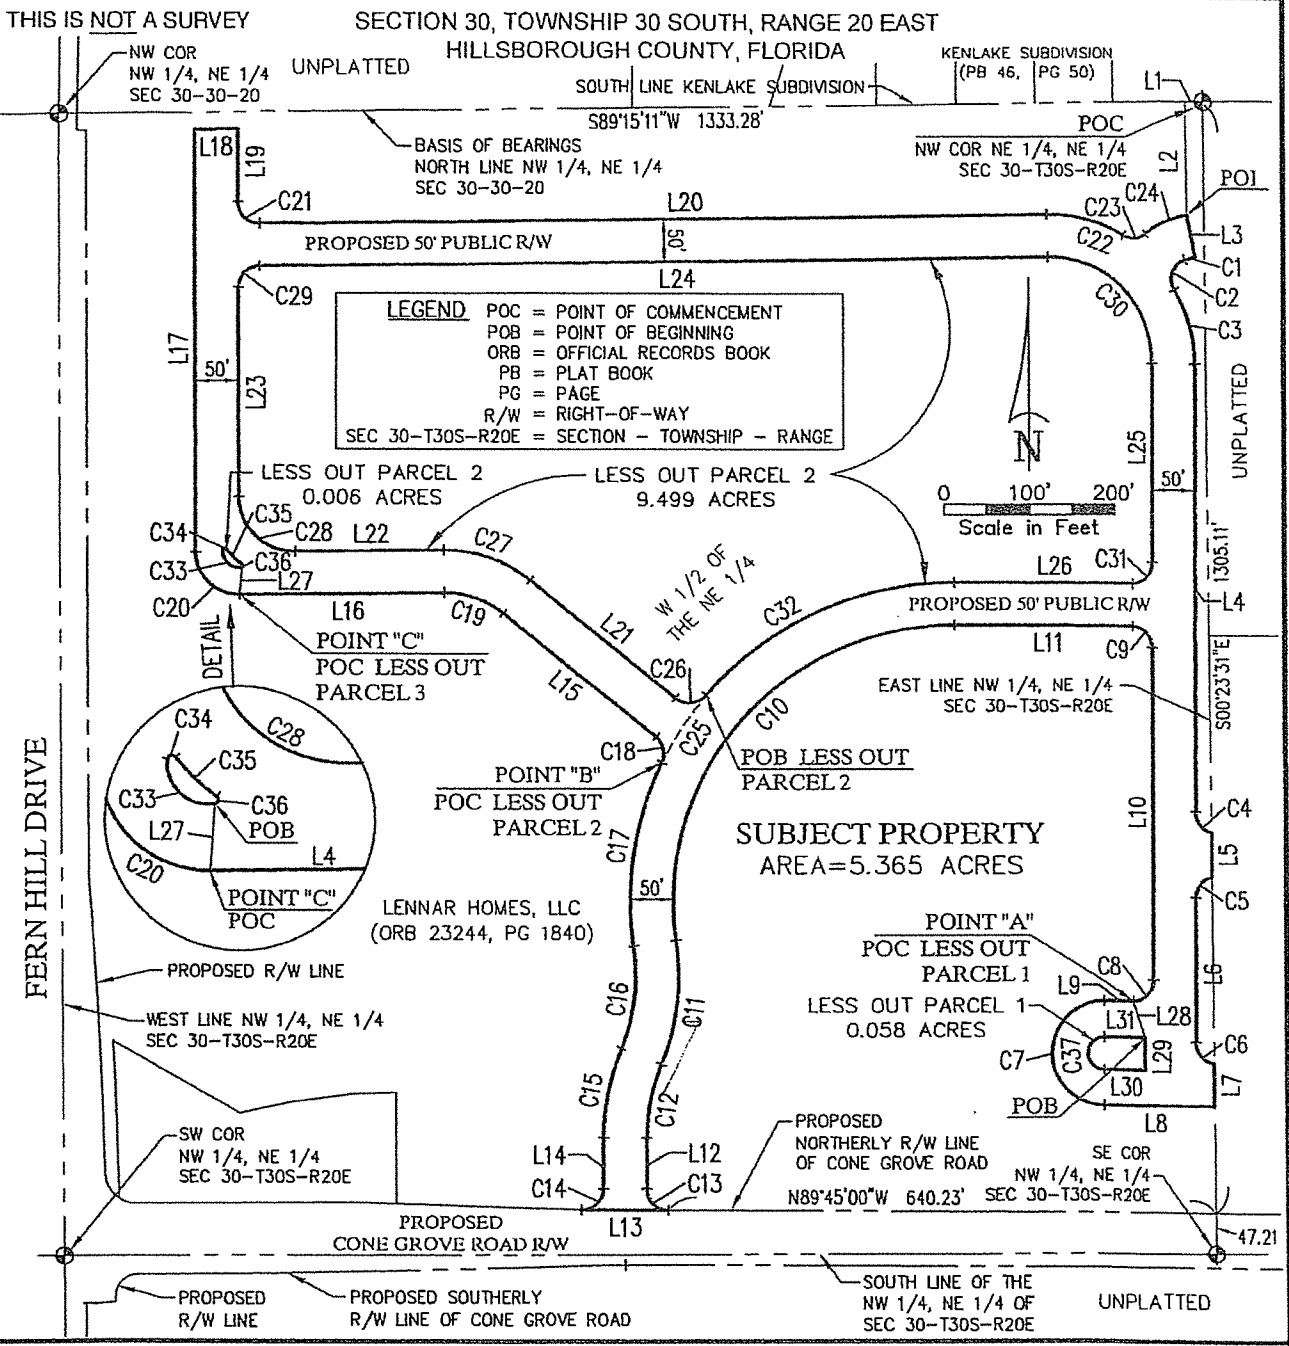 THIS IS NOT A SURVEY
SECTION 30, TOWNSHIP 30 SOUTH, RANGE 20 EAST
HILLSBOROUGH COUNTY, FLORIDA
NW COR
NW 1/4, NE 1/4
SEC 30-30-20
UNPLATTED
KENLAKE SUBDIVISION
(PB 46, PG 50)
SOUTH LINE KENLAKE SUBDIVISION
L1
S89°15'11"W 1333.28'
POC
NW COR NE 1/4, NE 1/4
SEC 30-T30S-R20E
BASIS OF BEARINGS
NORTH LINE NW 1/4, NE 1/4
SEC 30-30-20
L18
L19
L2
POI
C21
L20
C23
C24
L3
PROPOSED 50' PUBLIC R/W
50'
C22
C1
C29
L24
C2
C30
C3
LEGEND
POC = POINT OF COMMENCEMENT
POB = POINT OF BEGINNING
ORB = OFFICIAL RECORDS BOOK
PB = PLAT BOOK
PG = PAGE
R/W = RIGHT-OF-WAY
SEC 30-T30S-R20E = SECTION - TOWNSHIP - RANGE
L17
50'
L23
N
L25
UNPLATTED
50'
LESS OUT PARCEL 2
0.006 ACRES
LESS OUT PARCEL 2
9.499 ACRES
0 100' 200'
Scale in Feet
C35
C34
C28
L22
C27
C33
C36
L27
C20
L16
C19
W 1/2 OF
THE NE 1/4
C32
L26
C31
1305.11'
L4
PROPOSED 50' PUBLIC R/W
L11
C9
DETAIL
POINT "C"
POC LESS OUT
PARCEL 3
L21
L15
C26
EAST LINE NW 1/4, NE 1/4
SEC 30-T30S-R20E
S00°23'31"E
C10
C18
C25
POINT "B"
POC LESS OUT
PARCEL 2
POB LESS OUT
PARCEL 2
C34
C28
C35
C33
C36
POB
L27
L4
C20
POINT "C"
POC
FERN HILL DRIVE
C17
L10
C4
SUBJECT PROPERTY
AREA=5.365 ACRES
L5
50'
C5
LENNAR HOMES, LLC
(ORB 23244, PG 1840)
POINT "A"
POC LESS OUT
PARCEL 1
PROPOSED R/W LINE
C8
L6
L9
LESS OUT PARCEL 1
0.058 ACRES
WEST LINE NW 1/4, NE 1/4
SEC 30-T30S-R20E
C16
C11
L31
L28
C7
C37
L29
C6
L30
L7
C15
C12
POB
L8
PROPOSED
NORTHERLY R/W LINE
OF CONE GROVE ROAD
SW COR
NW 1/4, NE 1/4
SEC 30-T30S-R20E
L14
L12
SE COR
NW 1/4, NE 1/4
SEC 30-T30S-R20E
C14
C13
N89°45'00"W 640.23'
L13
PROPOSED
CONE GROVE ROAD R/W
47.21
PROPOSED
R/W LINE
PROPOSED SOUTHERLY
R/W LINE OF CONE GROVE ROAD
SOUTH LINE OF THE
NW 1/4, NE 1/4 OF
SEC 30-T30S-R20E
UNPLATTED